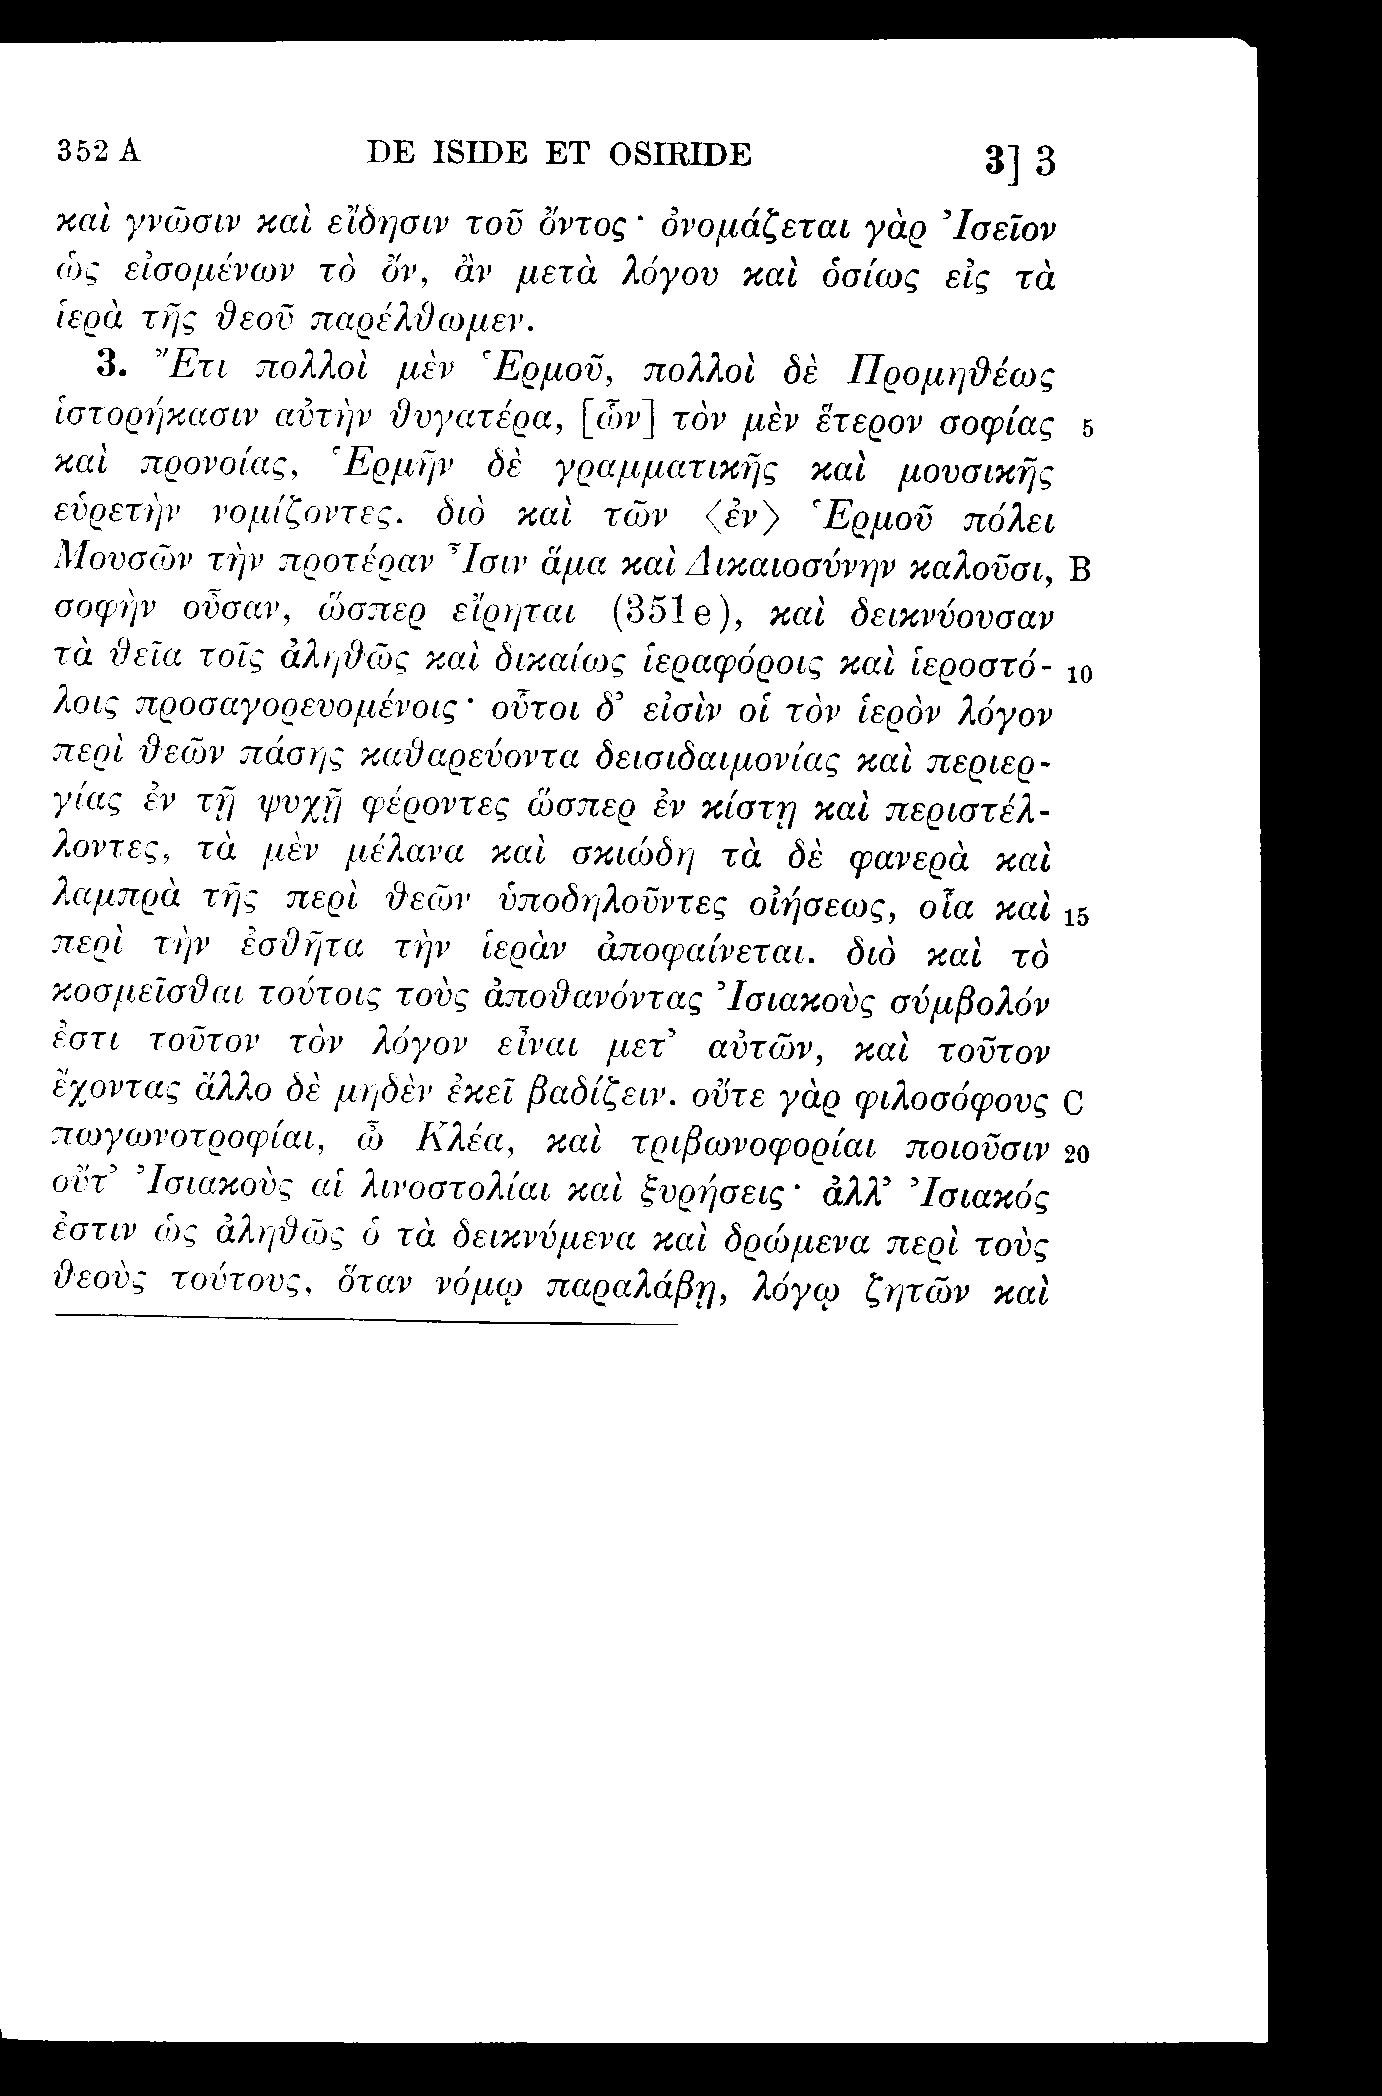 352 A DE ISIDE ET OSIRIDE 3] 3
καὶ γνῶσιν καὶ εἴδησιν τοῦ ὄντος· ὀνομάζεται γὰρ Ἰσεῖον
ὡς εἰσομένων τὸ ὄν, ἂν μετὰ λόγου καὶ ὁσίως εἰς τὰ
ἱερὰ τῆς θεοῦ παρέλθωμεν.
3. Ἔτι πολλοὶ μὲν Ἑρμοῦ, πολλοὶ δὲ Προμηθέως
ἱστορήκασιν αὐτὴν θυγατέρα, [ὧν] τὸν μὲν ἕτερον σοφίας 5
καὶ προνοίας, Ἑρμῆν δὲ γραμματικῆς καὶ μουσικῆς
εὑρετὴν νομίζοντες. διὸ καὶ τῶν ⟨ἐν⟩ Ἑρμοῦ πόλει
Μουσῶν τὴν προτέραν Ἶσιν ἅμα καὶ Δικαιοσύνην καλοῦσι, B
σοφὴν οὖσαν, ὥσπερ εἴρηται (351e), καὶ δεικνύουσαν
τὰ θεῖα τοῖς ἀληθῶς καὶ δικαίως ἱεραφόροις καὶ ἱεροστό- 10
λοις προσαγορευομένοις· οὗτοι δ’ εἰσὶν οἱ τὸν ἱερὸν λόγον
περὶ θεῶν πάσης καθαρεύοντα δεισιδαιμονίας καὶ περιερ-
γίας ἐν τῇ ψυχῇ φέροντες ὥσπερ ἐν κίστῃ καὶ περιστέλ-
λοντες, τὰ μὲν μέλανα καὶ σκιώδη τὰ δὲ φανερὰ καὶ
λαμπρὰ τῆς περὶ θεῶν ὑποδηλοῦντες οἰήσεως, οἷα καὶ 15
περὶ τὴν ἐσθῆτα τὴν ἱερὰν ἀποφαίνεται. διὸ καὶ τὸ
κοσμεῖσθαι τούτοις τοὺς ἀποθανόντας Ἰσιακοὺς σύμβολόν
ἐστι τοῦτον τὸν λόγον εἶναι μετ’ αὐτῶν, καὶ τοῦτον
ἔχοντας ἄλλο δὲ μηδὲν ἐκεῖ βαδίζειν. οὔτε γὰρ φιλοσόφους C
πωγωνοτροφίαι, ὦ Κλέα, καὶ τριβωνοφορίαι ποιοῦσιν 20
οὔτ’ Ἰσιακοὺς αἱ λινοστολίαι καὶ ξυρήσεις· ἀλλ’ Ἰσιακός
ἐστιν ὡς ἀληθῶς ὁ τὰ δεικνύμενα καὶ δρώμενα περὶ τοὺς
θεοὺς τούτους, ὅταν νόμῳ παραλάβῃ, λόγῳ ζητῶν καὶ